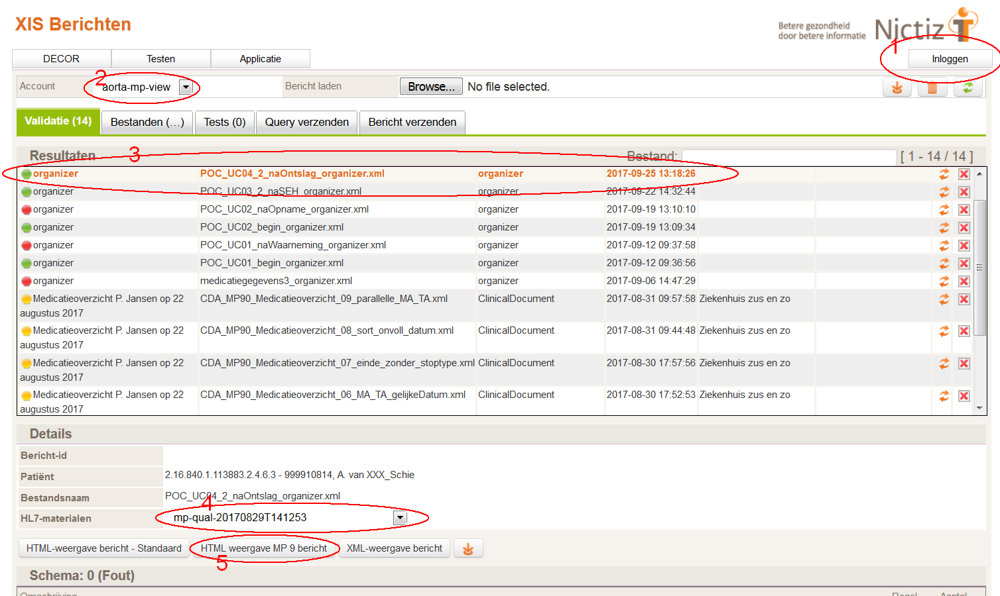 XIS Berichten
Betere gezondheid
door betere informatie
Nictiz
1
DECOR Testen Applicatie Inloggen
2
Account aorta-mp-view Bericht laden Browse... No file selected.
Validatie (14) Bestanden (...) Tests (0) Query verzenden Bericht verzenden
3
Resultaten Bestand: [ 1 - 14 / 14 ]
organizer POC_UC04_2_naOntslag_organizer.xml organizer 2017-09-25 13:18:26
organizer POC_UC03_2_naSEH_organizer.xml organizer 2017-09-22 14:32:44
organizer POC_UC02_naOpname_organizer.xml organizer 2017-09-19 13:10:10
organizer POC_UC02_begin_organizer.xml organizer 2017-09-19 13:09:34
organizer POC_UC01_naWaarneming_organizer.xml organizer 2017-09-12 09:37:58
organizer POC_UC01_begin_organizer.xml organizer 2017-09-12 09:36:56
organizer medicatiegegevens3_organizer.xml organizer 2017-09-06 14:47:29
Medicatieoverzicht P. Jansen op 22 CDA_MP90_Medicatieoverzicht_09_parallelle_MA_TA.xml ClinicalDocument 2017-08-31 09:57:58 Ziekenhuis zus en zo
augustus 2017
Medicatieoverzicht P. Jansen op 22 CDA_MP90_Medicatieoverzicht_08_sort_onvoll_datum.xml ClinicalDocument 2017-08-31 09:44:48 Ziekenhuis zus en zo
augustus 2017
Medicatieoverzicht P. Jansen op 22 CDA_MP90_Medicatieoverzicht_07_einde_zonder_stoptype.xml ClinicalDocument 2017-08-30 17:57:56 Ziekenhuis zus en zo
augustus 2017
Medicatieoverzicht P. Jansen op 22 CDA_MP90_Medicatieoverzicht_06_MA_TA_gelijkeDatum.xml ClinicalDocument 2017-08-30 17:52:53 Ziekenhuis zus en zo
augustus 2017
Details
Bericht-id
Patiënt 2.16.840.1.113883.2.4.6.3 - 999910814, A. van XXX_Schie
Bestandsnaam POC_UC04_2_naOntslag_organizer.xml
4
HL7-materialen mp-qual-20170829T141253
HTML-weergave bericht - Standaard HTML weergave MP 9 bericht XML-weergave bericht
5
Schema: 0 (Fout)
Omschrijving Regel Aantal